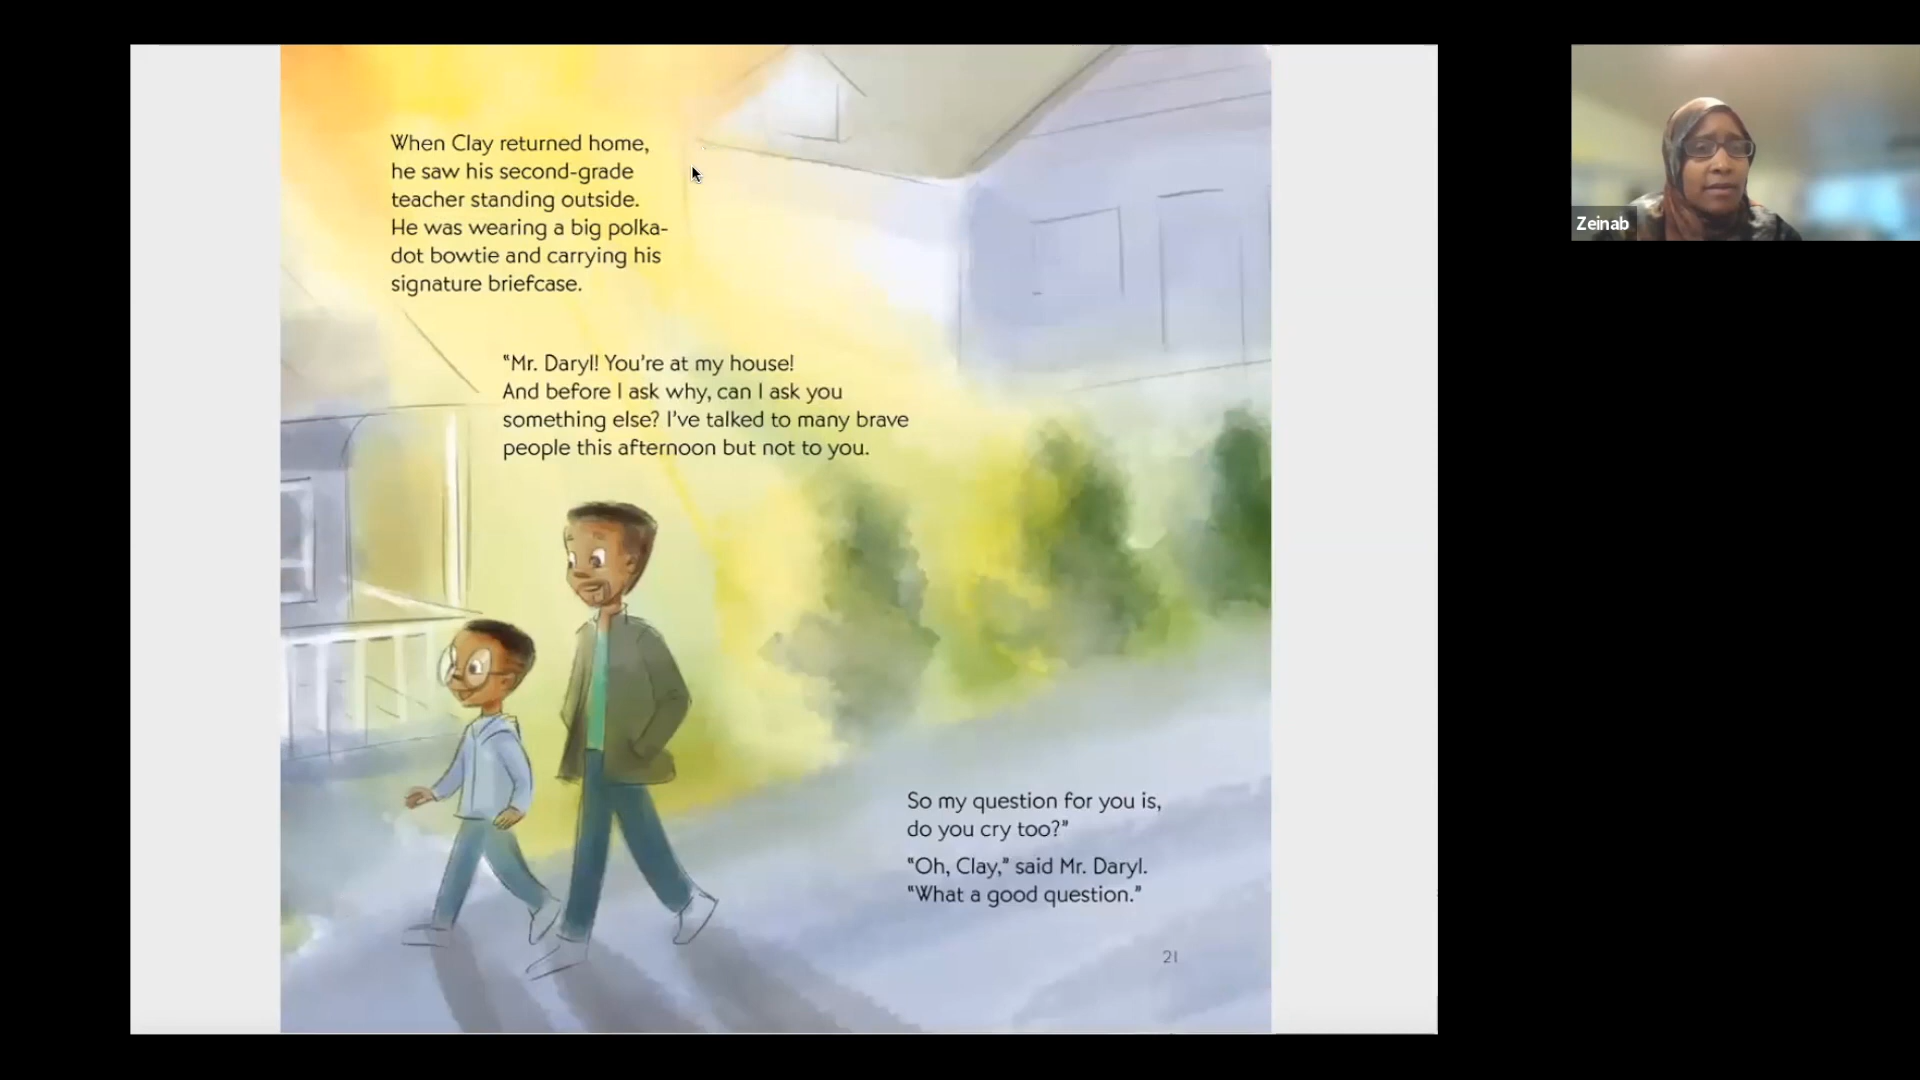 When Clay returned home,
he saw his second-grade
teacher standing outside.
He was wearing a big polka-
dot bowtie and carrying his
signature briefcase.
"Mr. Daryl! You're at my house!
And before I ask why, can I ask you
something else? I've talked to many brave
people this afternoon but not to you.
So my question for you is,
do you cry too?"
"Oh, Clay," said Mr. Daryl.
"What a good question."
21
Zeinab